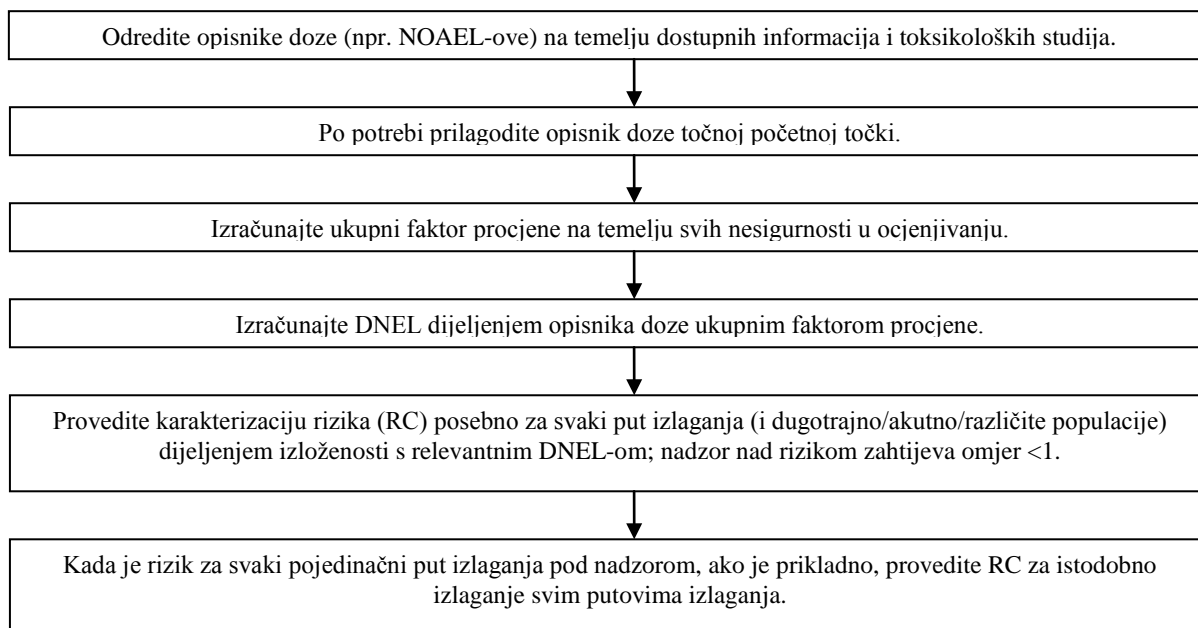 Odredite opisnike doze (npr. NOAEL-ove) na temelju dostupnih informacija i toksikoloških studija.
Po potrebi prilagodite opisnik doze točnoj početnoj točki.
Izračunajte ukupni faktor procjene na temelju svih nesigurnosti u ocjenjivanju.
Izračunajte DNEL dijeljenjem opisnika doze ukupnim faktorom procjene.
Provedite karakterizaciju rizika (RC) posebno za svaki put izlaganja (i dugotrajno/akutno/različite populacije)
dijeljenjem izloženosti s relevantnim DNEL-om; nadzor nad rizikom zahtijeva omjer <1.
Kada je rizik za svaki pojedinačni put izlaganja pod nadzorom, ako je prikladno, provedite RC za istodobno
izlaganje svim putovima izlaganja.